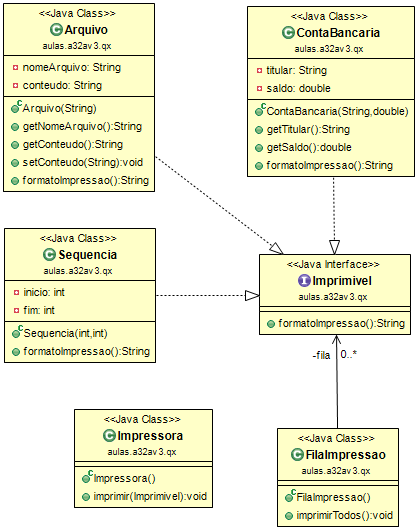 <<Java Class>>
Arquivo
aulas.a32av3.qx
nomeArquivo: String
conteudo: String
Arquivo(String)
getNomeArquivo():String
getConteudo():String
setConteudo(String):void
formatoImpressao():String
<<Java Class>>
ContaBancaria
aulas.a32av3.qx
titular: String
saldo: double
ContaBancaria(String,double)
getTitular():String
getSaldo():double
formatoImpressao():String
<<Java Class>>
Sequencia
aulas.a32av3.qx
inicio: int
fim: int
Sequencia(int,int)
formatoImpressao():String
<<Java Interface>>
Imprimivel
aulas.a32av3.qx
formatoImpressao():String
-fila 0..*
<<Java Class>>
Impressora
aulas.a32av3.qx
Impressora()
imprimir(Imprimivel):void
<<Java Class>>
FilaImpressao
aulas.a32av3.qx
FilaImpressao()
imprimirTodos():void